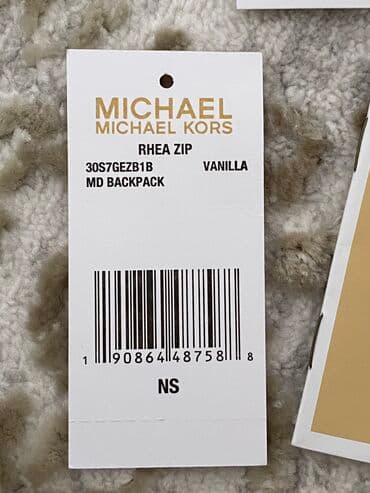 MICHAEL
MICHAEL KORS
RHEA ZIP
30S7GEZB1B VANILLA
MD BACKPACK
1 90864 48758 8
NS